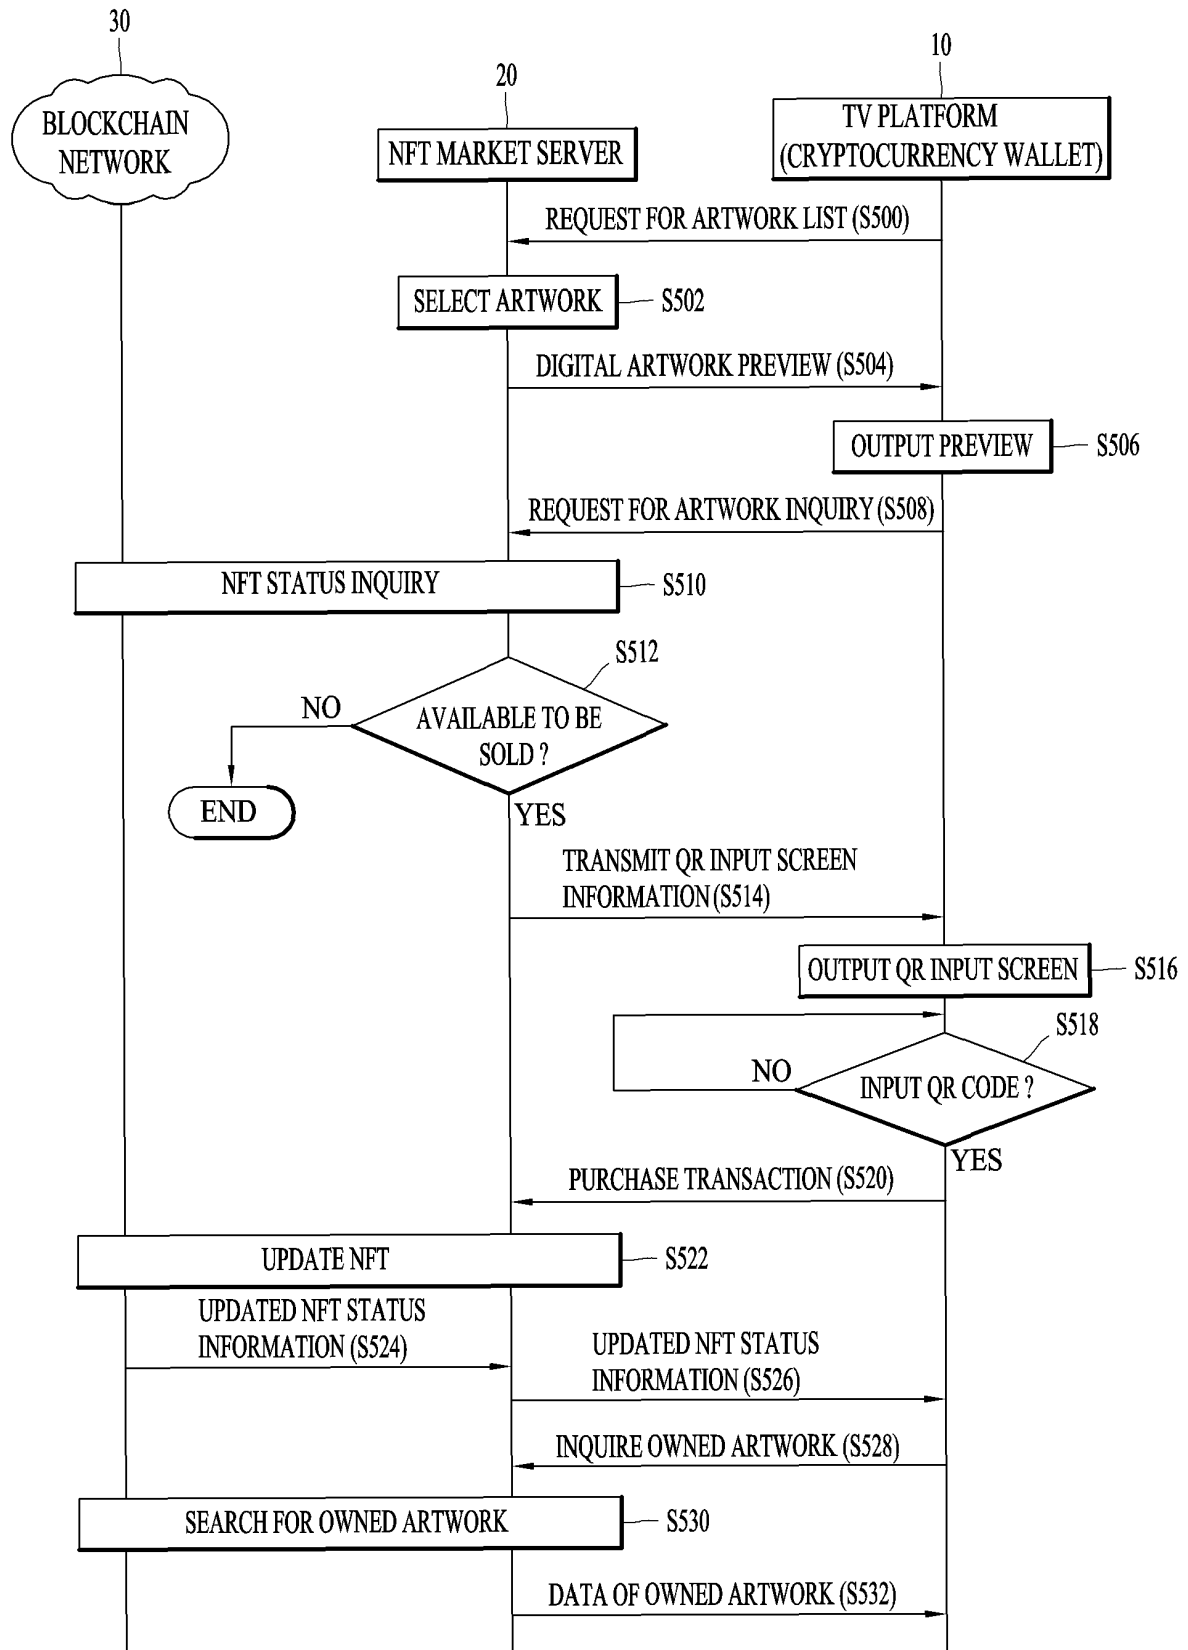 30
20
10
BLOCKCHAIN
NETWORK
NFT MARKET SERVER
TV PLATFORM
(CRYPTOCURRENCY WALLET)
REQUEST FOR ARTWORK LIST (S500)
SELECT ARTWORK
S502
DIGITAL ARTWORK PREVIEW (S504)
OUTPUT PREVIEW
S506
REQUEST FOR ARTWORK INQUIRY (S508)
NFT STATUS INQUIRY
S510
S512
NO
AVAILABLE TO BE
SOLD ?
END
YES
TRANSMIT QR INPUT SCREEN
INFORMATION (S514)
OUTPUT QR INPUT SCREEN
S516
S518
NO
INPUT QR CODE ?
YES
PURCHASE TRANSACTION (S520)
UPDATE NFT
S522
UPDATED NFT STATUS
INFORMATION (S524)
UPDATED NFT STATUS
INFORMATION (S526)
INQUIRE OWNED ARTWORK (S528)
SEARCH FOR OWNED ARTWORK
S530
DATA OF OWNED ARTWORK (S532)